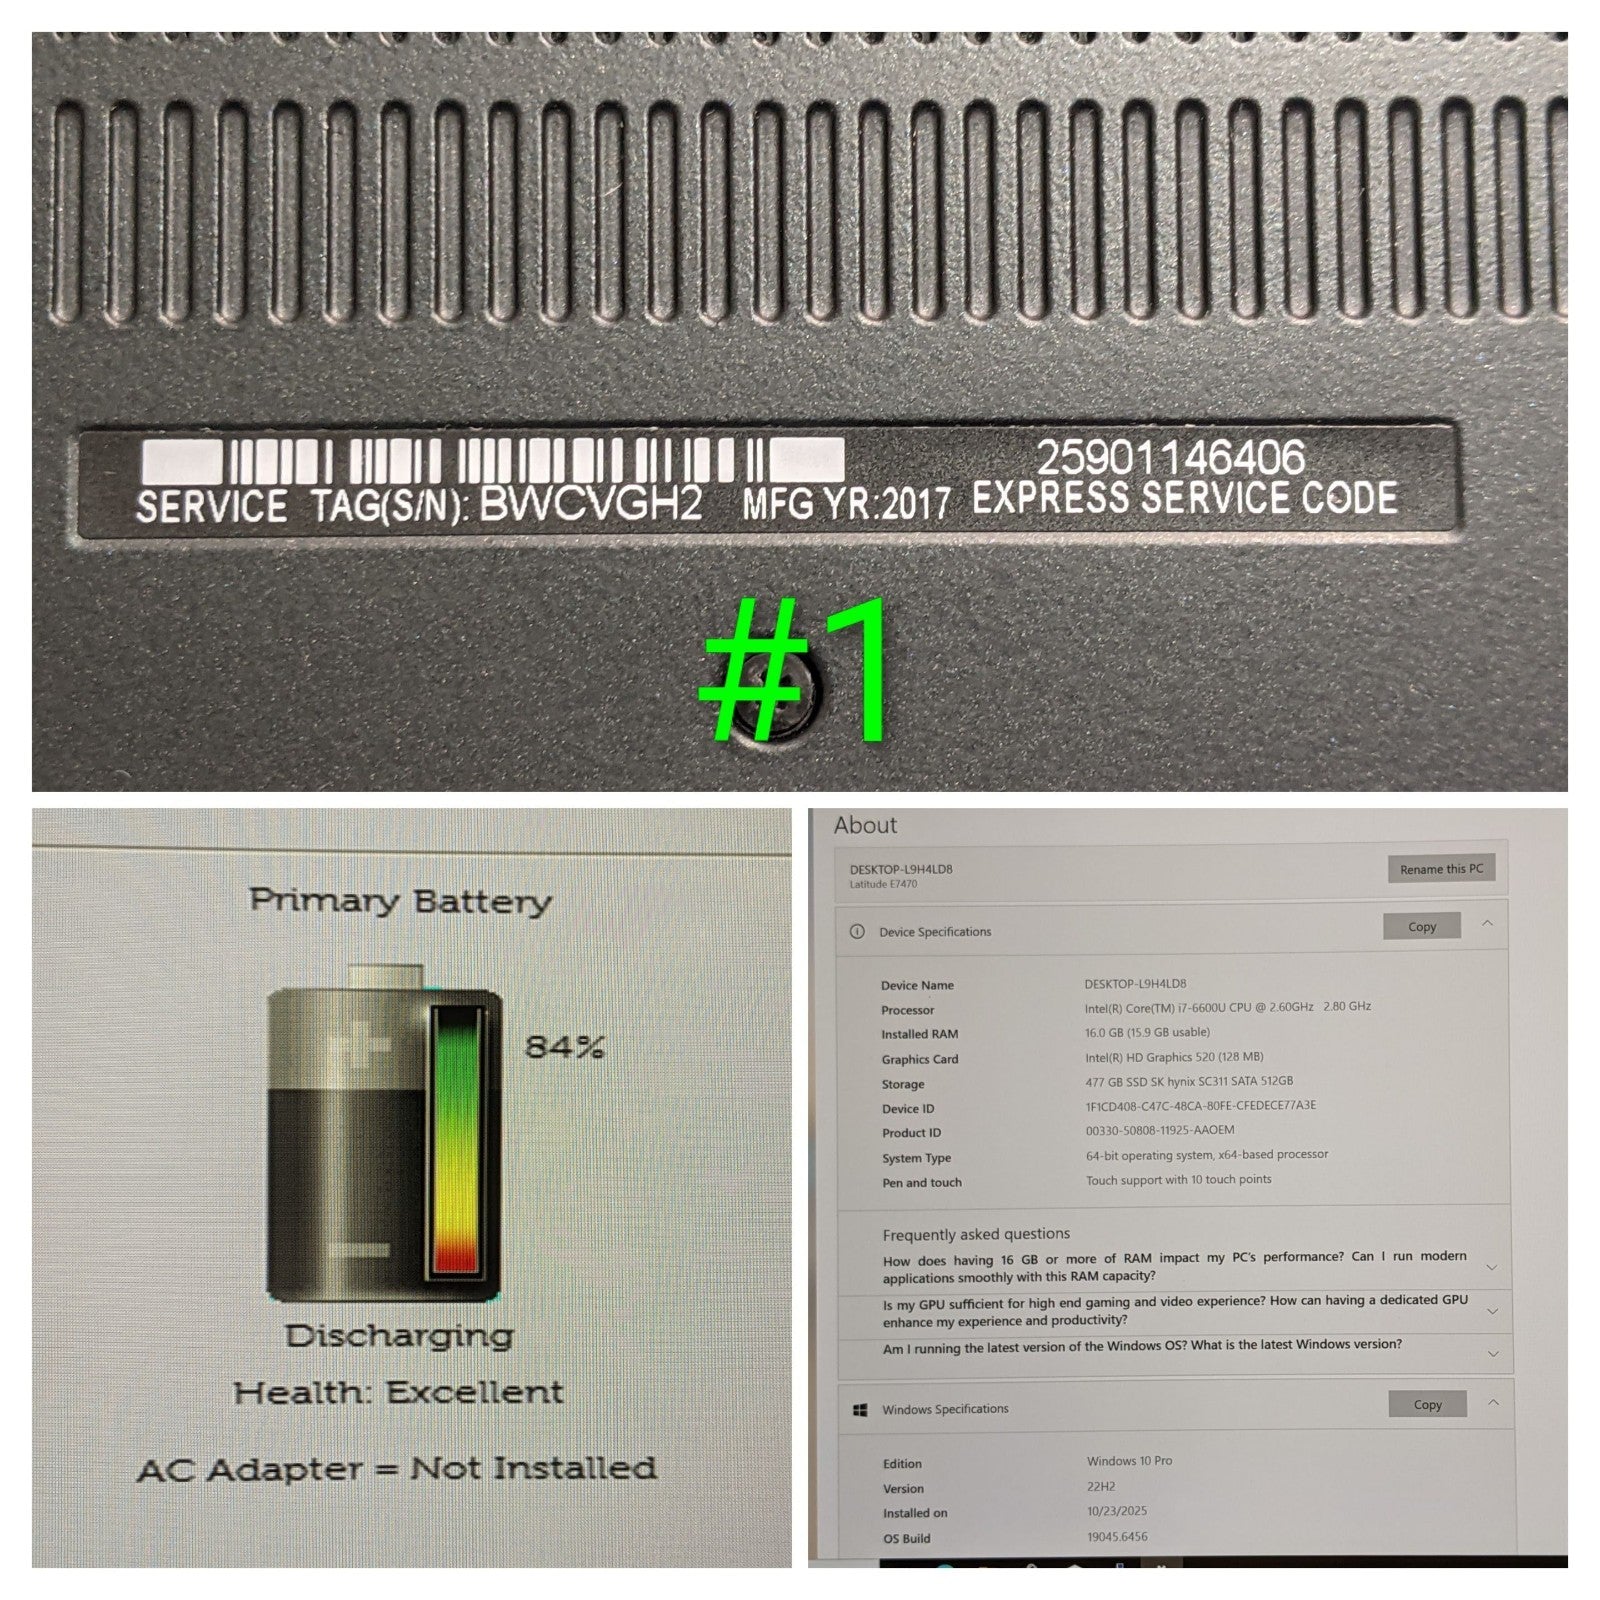 25901146406
SERVICE TAG(S/N): BWCVGH2 MFG YR:2017 EXPRESS SERVICE CODE
#1
Primary Battery
84%
Discharging
Health: Excellent
AC Adapter = Not Installed
About
DESKTOP-L9H4LD8
Latitude E7470
Rename this PC
Device Specifications
Copy
Device Name DESKTOP-L9H4LD8
Processor Intel(R) Core(TM) i7-6600U CPU @ 2.60GHz 2.80 GHz
Installed RAM 16.0 GB (15.9 GB usable)
Graphics Card Intel(R) HD Graphics 520 (128 MB)
Storage 477 GB SSD SK hynix SC311 SATA 512GB
Device ID 1F1CD408-C47C-48CA-80FE-CFEDECE77A3E
Product ID 00330-50808-11925-AAOEM
System Type 64-bit operating system, x64-based processor
Pen and touch Touch support with 10 touch points
Frequently asked questions
How does having 16 GB or more of RAM impact my PC's performance? Can I run modern
applications smoothly with this RAM capacity?
Is my GPU sufficient for high end gaming and video experience? How can having a dedicated GPU
enhance my experience and productivity?
Am I running the latest version of the Windows OS? What is the latest Windows version?
Windows Specifications
Copy
Edition Windows 10 Pro
Version 22H2
Installed on 10/23/2025
OS Build 19045.6456